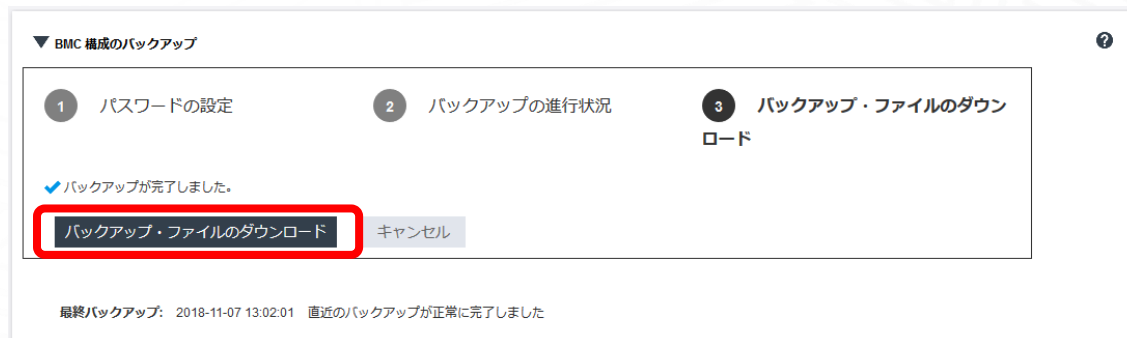 BMC 構成のバックアップ
?
1 パスワードの設定
2 バックアップの進行状況
3 バックアップ・ファイルのダウン
ロード
バックアップが完了しました。
バックアップ・ファイルのダウンロード キャンセル
最終バックアップ: 2018-11-07 13:02:01 直近のバックアップが正常に完了しました